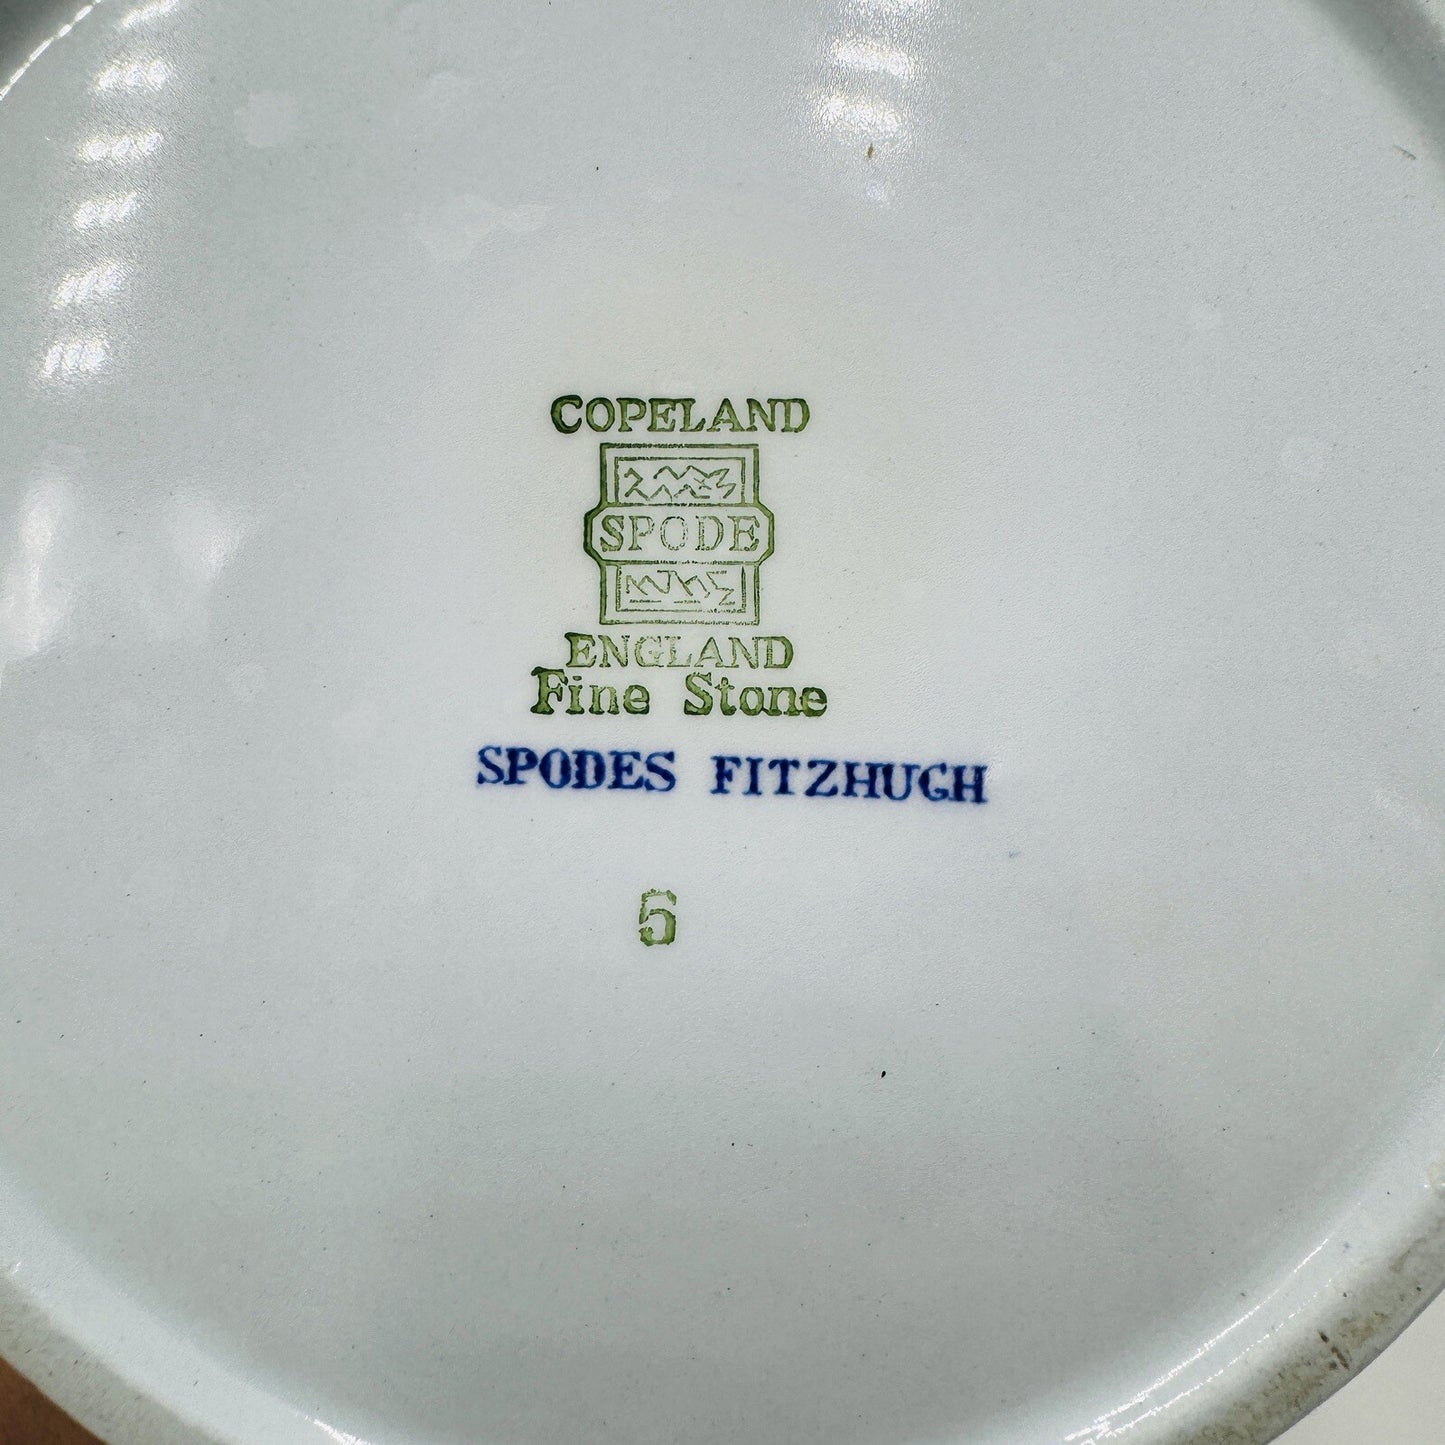 COPELAND
SPODE
ENGLAND
Fine Stone
SPODES FITZHUGH
5